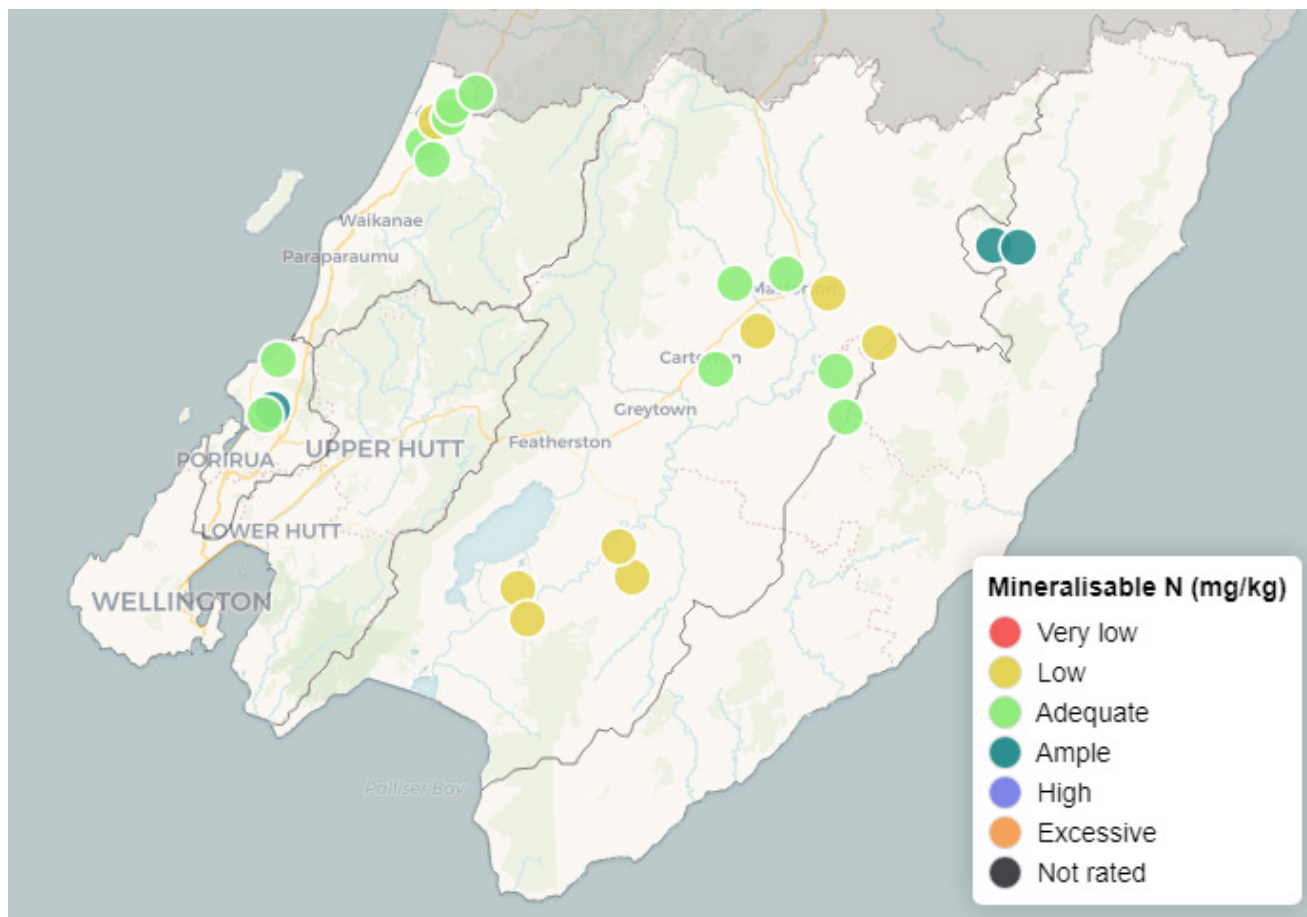 Waikanae
Paraparaumu
Greytown
Featherston
UPPER HUTT
PORIRUA
LOWER HUTT
WELLINGTON
Palliser Bay
Mineralisable N (mg/kg)
Very low
Low
Adequate
Ample
High
Excessive
Not rated